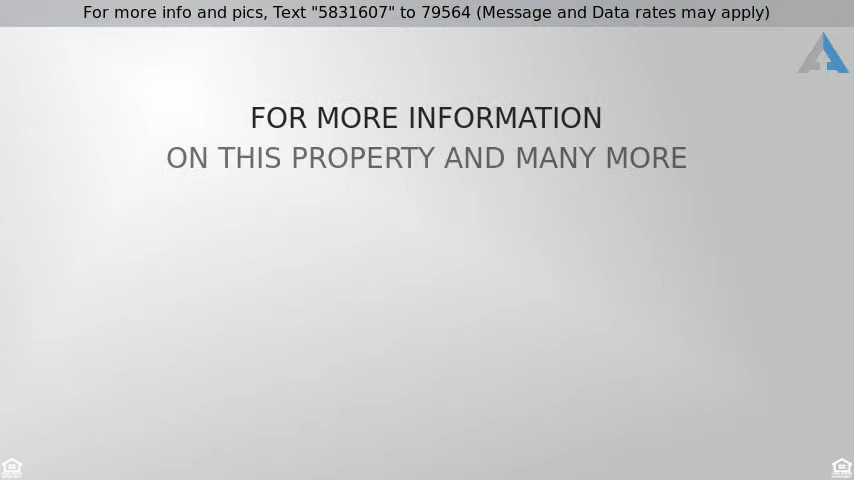 For more info and pics, Text "5831607" to 79564 (Message and Data rates may apply)
FOR MORE INFORMATION
ON THIS PROPERTY AND MANY MORE